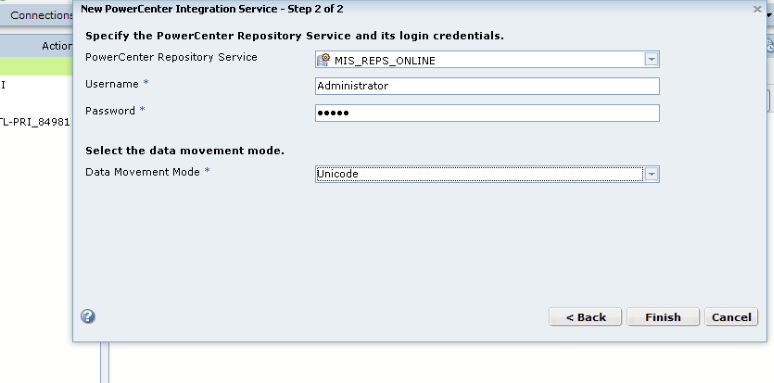 New PowerCenter Integration Service - Step 2 of 2
Connections
Specify the PowerCenter Repository Service and its login credentials.
Action
PowerCenter Repository Service MIS_REPS_ONLINE
Username * Administrator
I
Password * •••••
TL-PRI_84981
Select the data movement mode.
Data Movement Mode * Unicode
< Back Finish Cancel